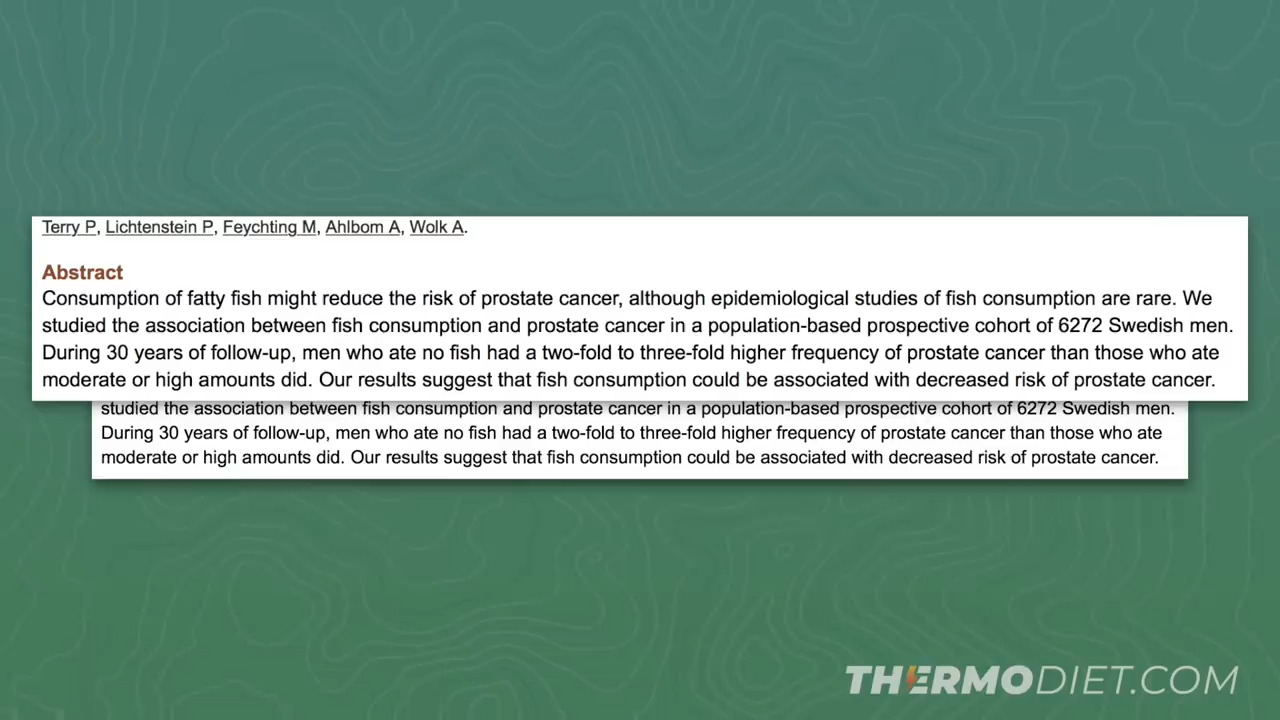 Terry P, Lichtenstein P, Feychting M, Ahlbom A, Wolk A.
Abstract
Consumption of fatty fish might reduce the risk of prostate cancer, although epidemiological studies of fish consumption are rare. We
studied the association between fish consumption and prostate cancer in a population-based prospective cohort of 6272 Swedish men.
During 30 years of follow-up, men who ate no fish had a two-fold to three-fold higher frequency of prostate cancer than those who ate
moderate or high amounts did. Our results suggest that fish consumption could be associated with decreased risk of prostate cancer.
studied the association between fish consumption and prostate cancer in a population-based prospective cohort of 6272 Swedish men.
During 30 years of follow-up, men who ate no fish had a two-fold to three-fold higher frequency of prostate cancer than those who ate
moderate or high amounts did. Our results suggest that fish consumption could be associated with decreased risk of prostate cancer.
THERMODIET.COM